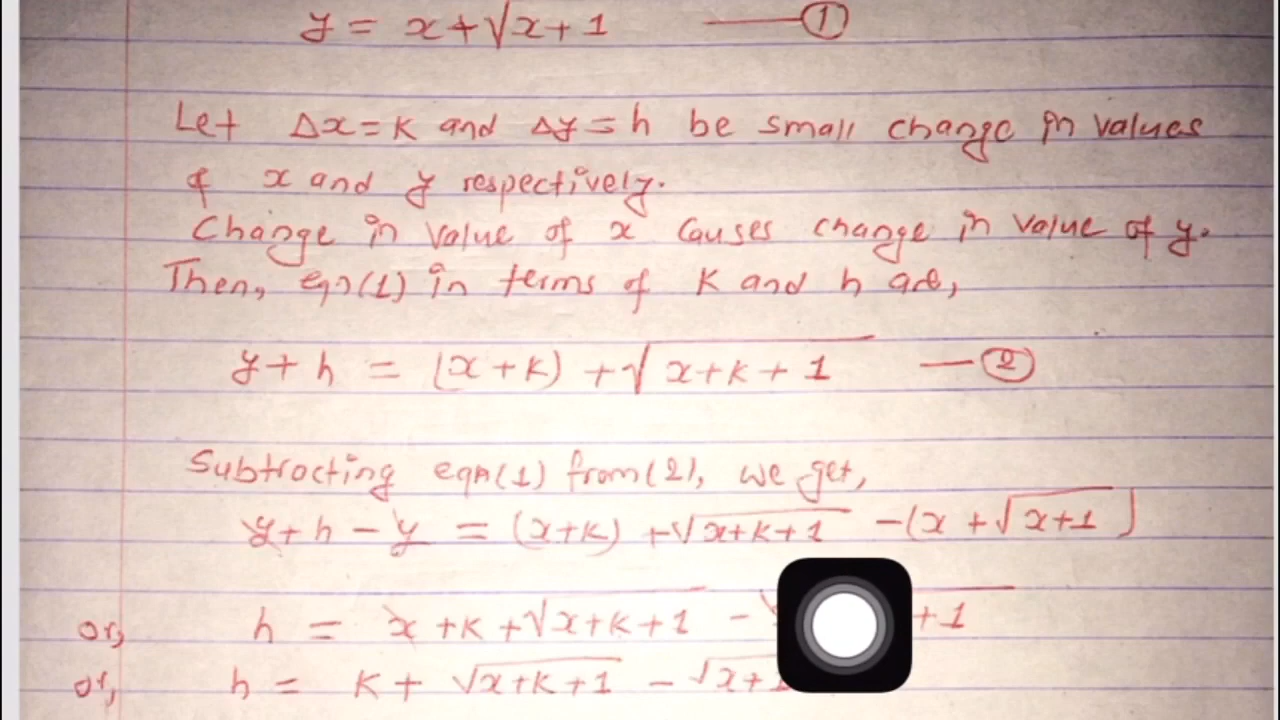 y = x+√x+1 —①
Let Δx=k and Δy=h be small change in values
of x and y respectively.
Change in value of x causes change in value of y.
Then, eqn(1) in terms of k and h are,
y+h = (x+k) +√x+k+1 —②
Subtracting eqn(1) from(2), we get,
y+h-y = (x+k) +√x+k+1 -(x+√x+1)
or, h = x+k+√x+k+1 - +1
or, h = k+ √x+k+1 -√x+1